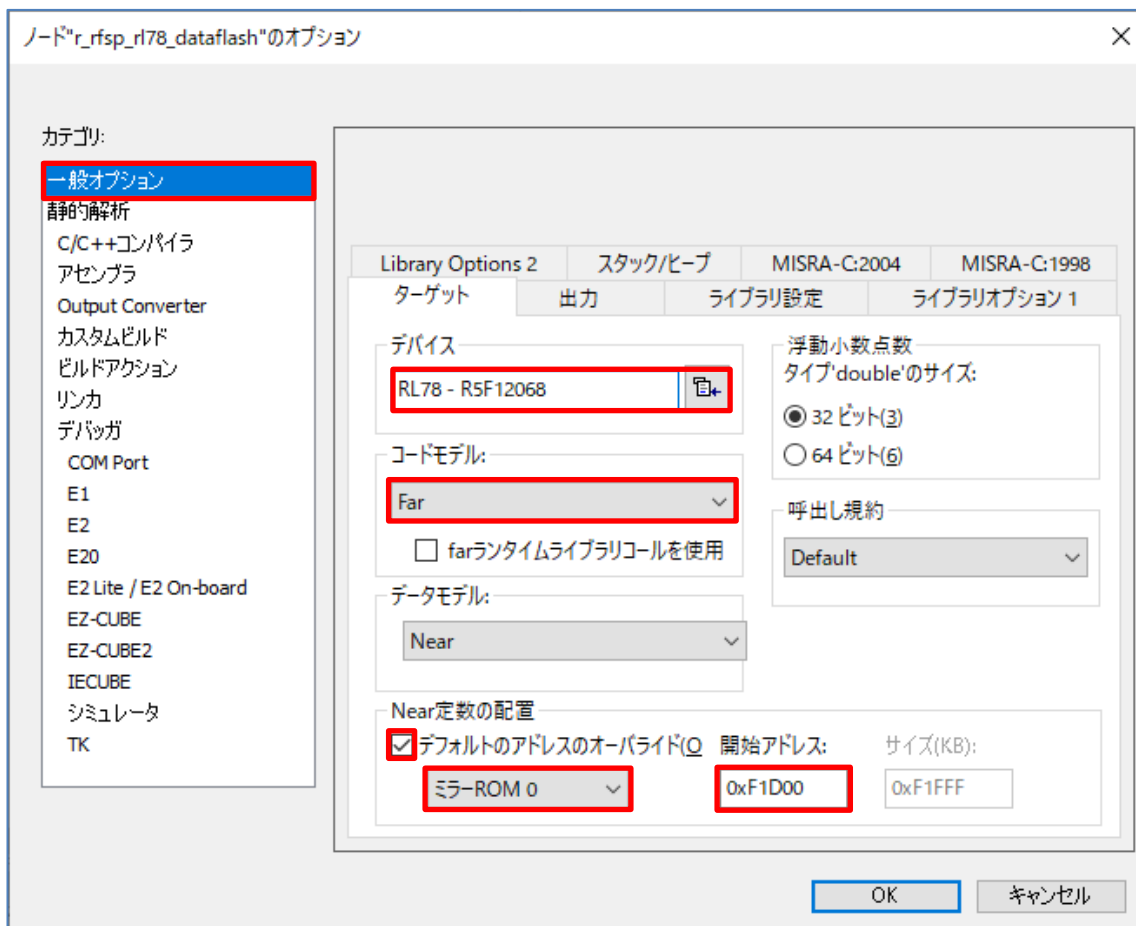 ノード"r_rfsp_rl78_dataflash"のオプション
カテゴリ:
一般オプション
静的解析
C/C++コンパイラ
アセンブラ
Output Converter
カスタムビルド
ビルドアクション
リンカ
デバッガ
COM Port
E1
E2
E20
E2 Lite / E2 On-board
EZ-CUBE
EZ-CUBE2
IECUBE
シミュレータ
TK
Library Options 2 スタック/ヒープ MISRA-C:2004 MISRA-C:1998
ターゲット 出力 ライブラリ設定 ライブラリオプション 1
デバイス
RL78 - R5F12068
コードモデル:
Far
farランタイムライブラリコールを使用
データモデル:
Near
浮動小数点数
タイプ'double'のサイズ:
32 ビット(3)
64 ビット(6)
呼出し規約
Default
Near定数の配置
デフォルトのアドレスのオーバライド(O 開始アドレス: サイズ(KB):
ミラーROM 0 0xF1D00 0xF1FFF
OK キャンセル